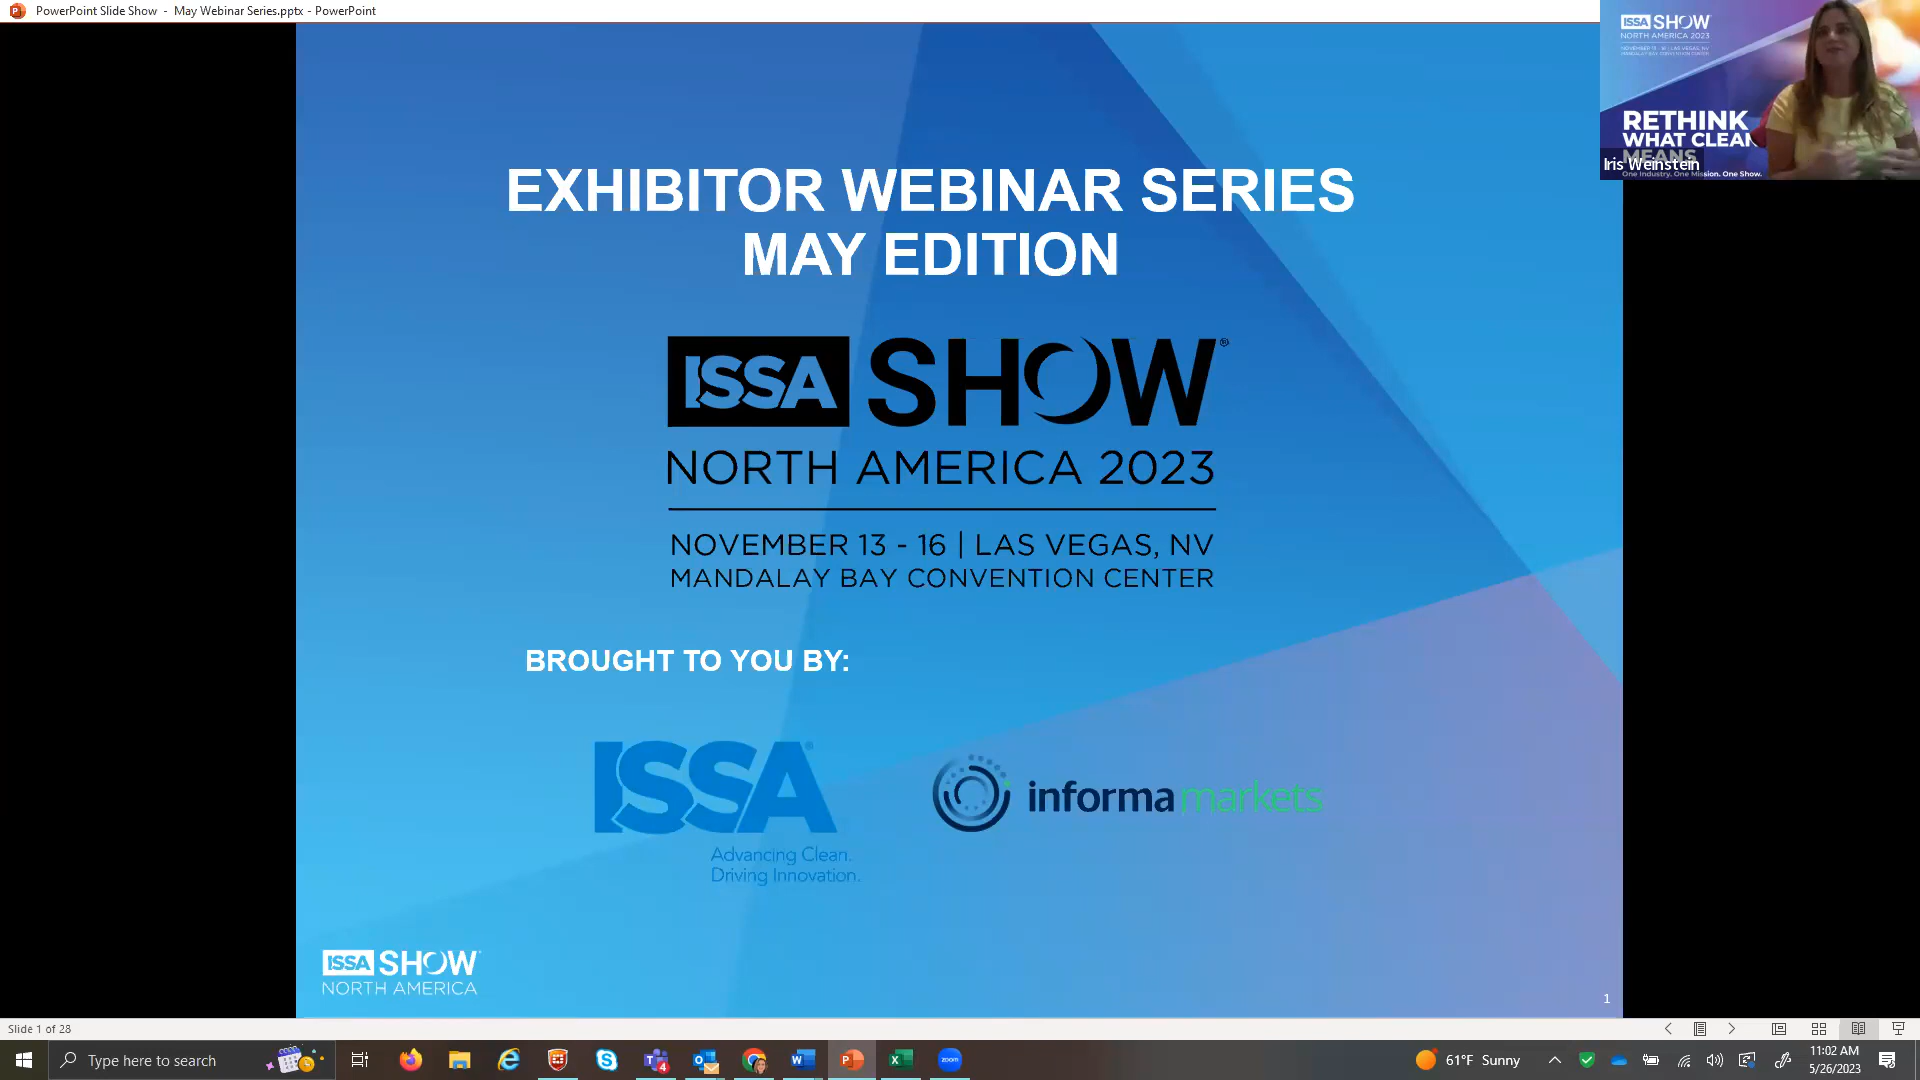 PowerPoint Slide Show - May Webinar Series.pptx - PowerPoint
ISSA SHOW
NORTH AMERICA 2023
RETHINK
WHAT CLEAN
MEANS
Iris Weinstein
One Industry. One Mission. One Show.
EXHIBITOR WEBINAR SERIES
MAY EDITION
ISSA SHOW®
NORTH AMERICA 2023
NOVEMBER 13 - 16 | LAS VEGAS, NV
MANDALAY BAY CONVENTION CENTER
BROUGHT TO YOU BY:
ISSA®
Advancing Clean.
Driving Innovation.
informa markets
ISSA SHOW
NORTH AMERICA
1
Slide 1 of 28
Type here to search
4
zoom
61°F Sunny
11:02 AM
5/26/2023